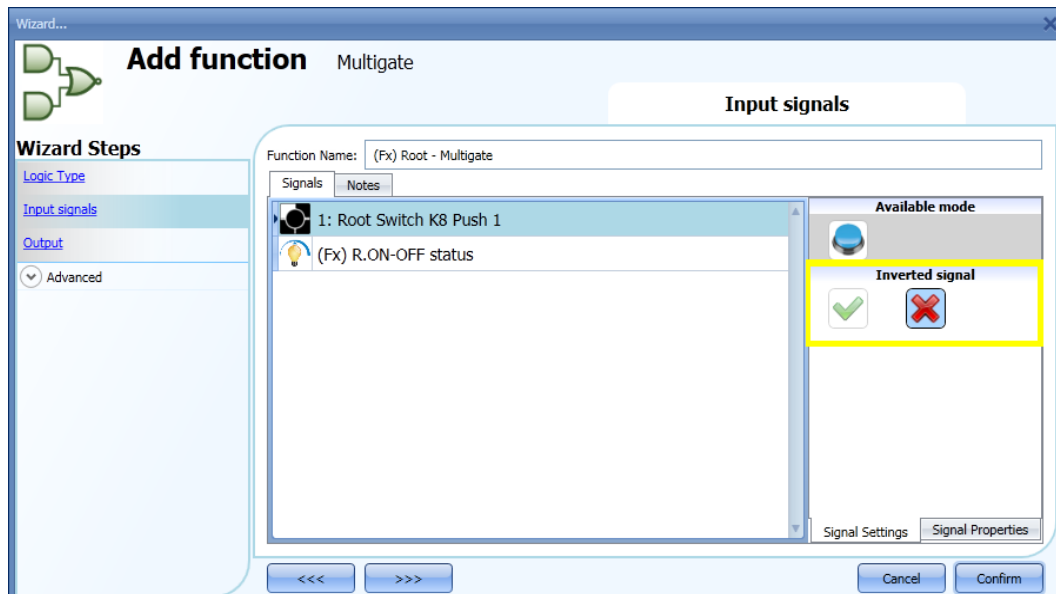 Wizard...
Add function Multigate
Input signals
Wizard Steps
Logic Type
Input signals
Output
Advanced
Function Name: (Fx) Root - Multigate
Signals Notes
1: Root Switch K8 Push 1
(Fx) R.ON-OFF status
Available mode
Inverted signal
Signal Settings Signal Properties
<<< >>> Cancel Confirm